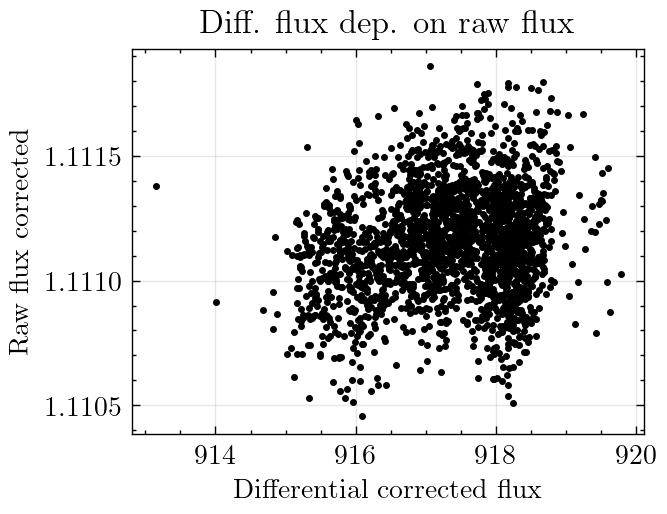 Diff. flux dep. on raw flux
Raw flux corrected
1.1115
1.1110
1.1105
914 916 918 920
Differential corrected flux